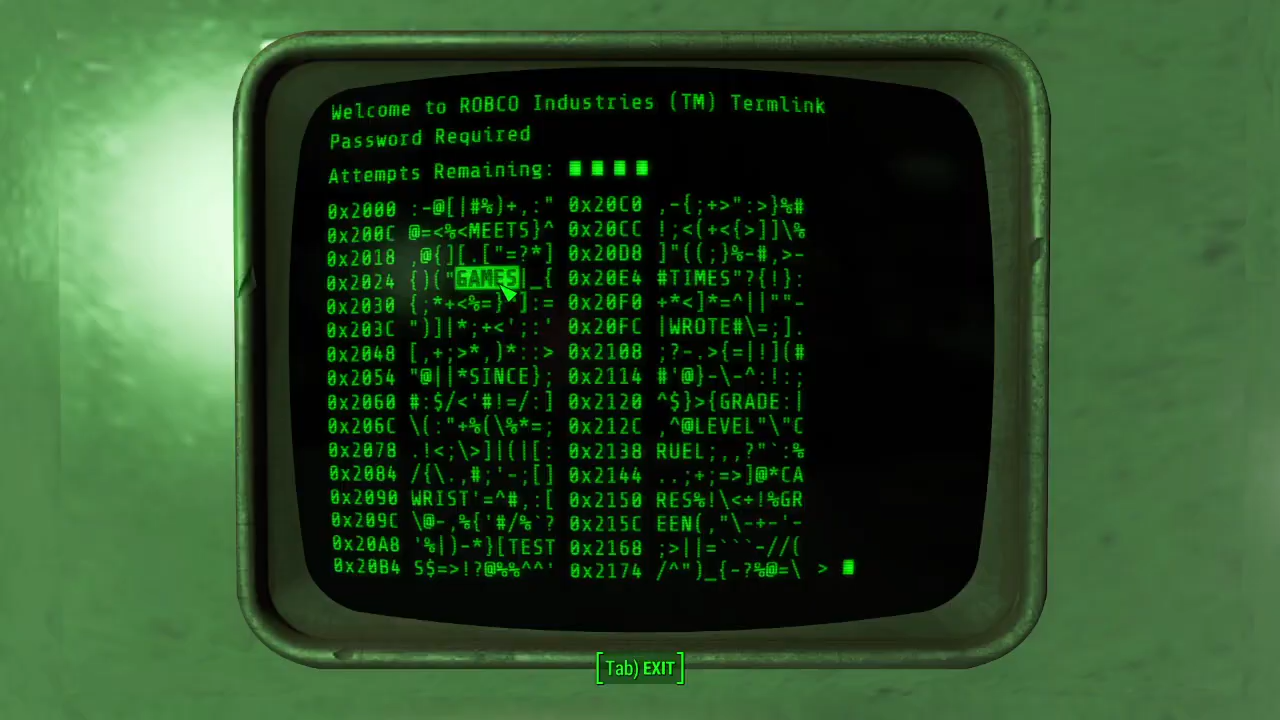 Welcome to ROBCO Industries (TM) Termlink
Password Required
Attempts Remaining:
0x2000 :-@[|#%)+,:" 0x20C0 ,-{;+>":>}%#
0x200C @=<%<MEETS}^ 0x20CC !;<(+<{>]]\%
0x2018 ,@{][.["=?*] 0x20D8 ]"((;}%-#,>-
0x2024 {)("GAMES|_{ 0x20E4 #TIMES"?{!}:
0x2030 {;*+<%=} ]:= 0x20F0 +*<]*=^||""-
0x203C ")]|*;+<';:' 0x20FC |WROTE#\=;].
0x2048 [,+;>*,)*::> 0x2108 ;?-.>{=|!](#
0x2054 "@||*SINCE}; 0x2114 #'@}-\-^:!:;
0x2060 #:$/<'#!=/:] 0x2120 ^$}>{GRADE:|
0x206C \(:"+%(\%*=; 0x212C ,^@LEVEL"\"C
0x2078 .!<;\>]|(|[: 0x2138 RUEL;,,?"`:%
0x2084 /{\.,#;'-;[] 0x2144 ..;+;=>]@*CA
0x2090 WRIST'=^#,:[ 0x2150 RES%!\<+!%GR
0x209C \@-,%{'#/%`? 0x215C EEN(,"\-+-'-
0x20A8 '%|)-*}[TEST 0x2168 ;>||=```-//(
0x20B4 S$=>!?@%%^^' 0x2174 /^")_{-?%@=\ >
[Tab) EXIT]